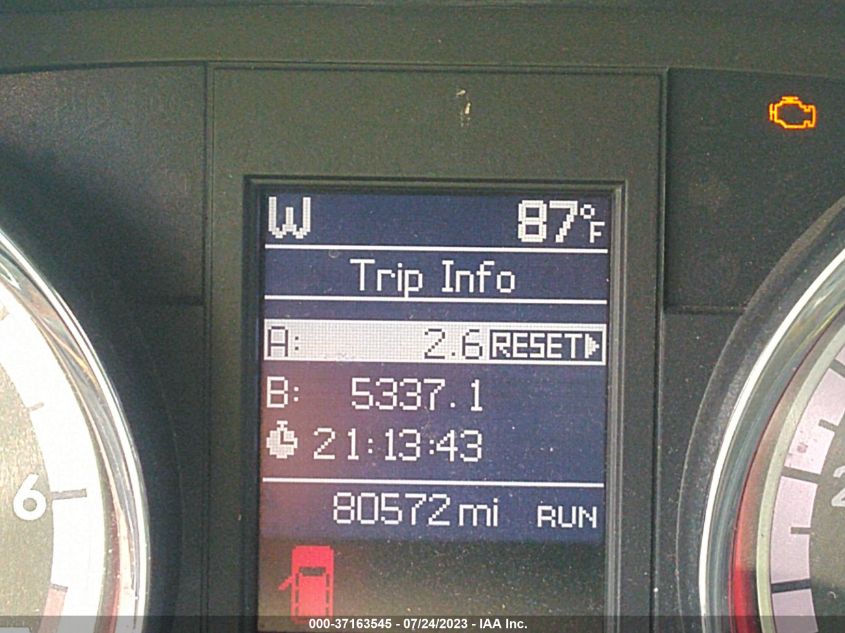 W 87°F
Trip Info
A: 2.6 RESET▶
B: 5337.1
21:13:43
80572 mi RUN
6
2
000-37163545 - 07/24/2023 - IAA Inc.